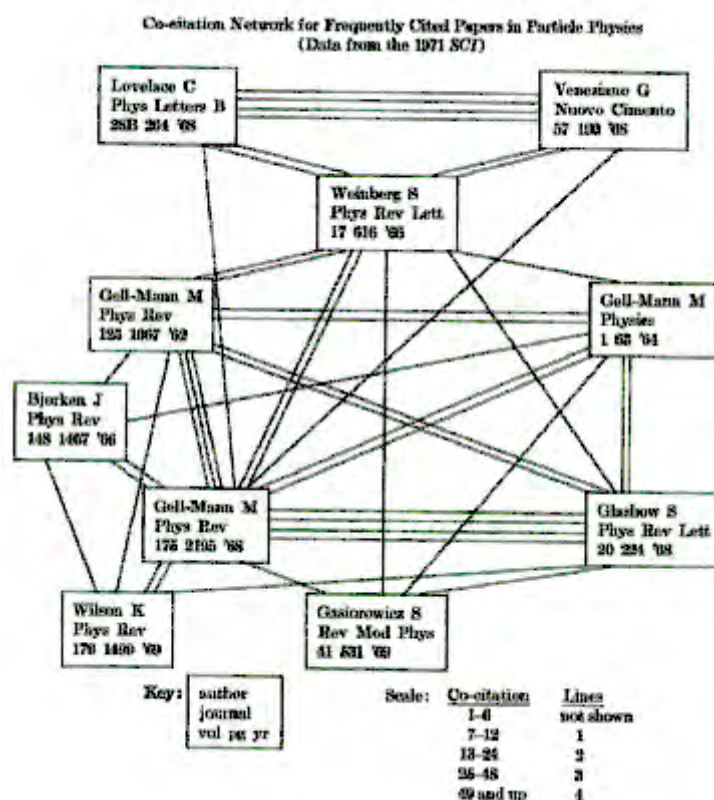 Co-citation Network for Frequently Cited Papers in Particle Physics
(Data from the 1971 SCI)
Lovelace C
Phys Letters B
28B 264 '68
Veneziano G
Nuovo Cimento
57 190 '68
Weinberg S
Phys Rev Lett
17 616 '66
Gell-Mann M
Phys Rev
125 1067 '62
Gell-Mann M
Physics
1 63 '64
Bjorken J
Phys Rev
148 1467 '66
Gell-Mann M
Phys Rev
175 2195 '68
Glashow S
Phys Rev Lett
20 224 '68
Wilson K
Phys Rev
179 1499 '69
Gasiorowicz S
Rev Mod Phys
41 531 '69
Key:
author
journal
vol pg yr
Scale: Co-citation Lines
1-6 not shown
7-12 1
13-24 2
25-48 3
49 and up 4